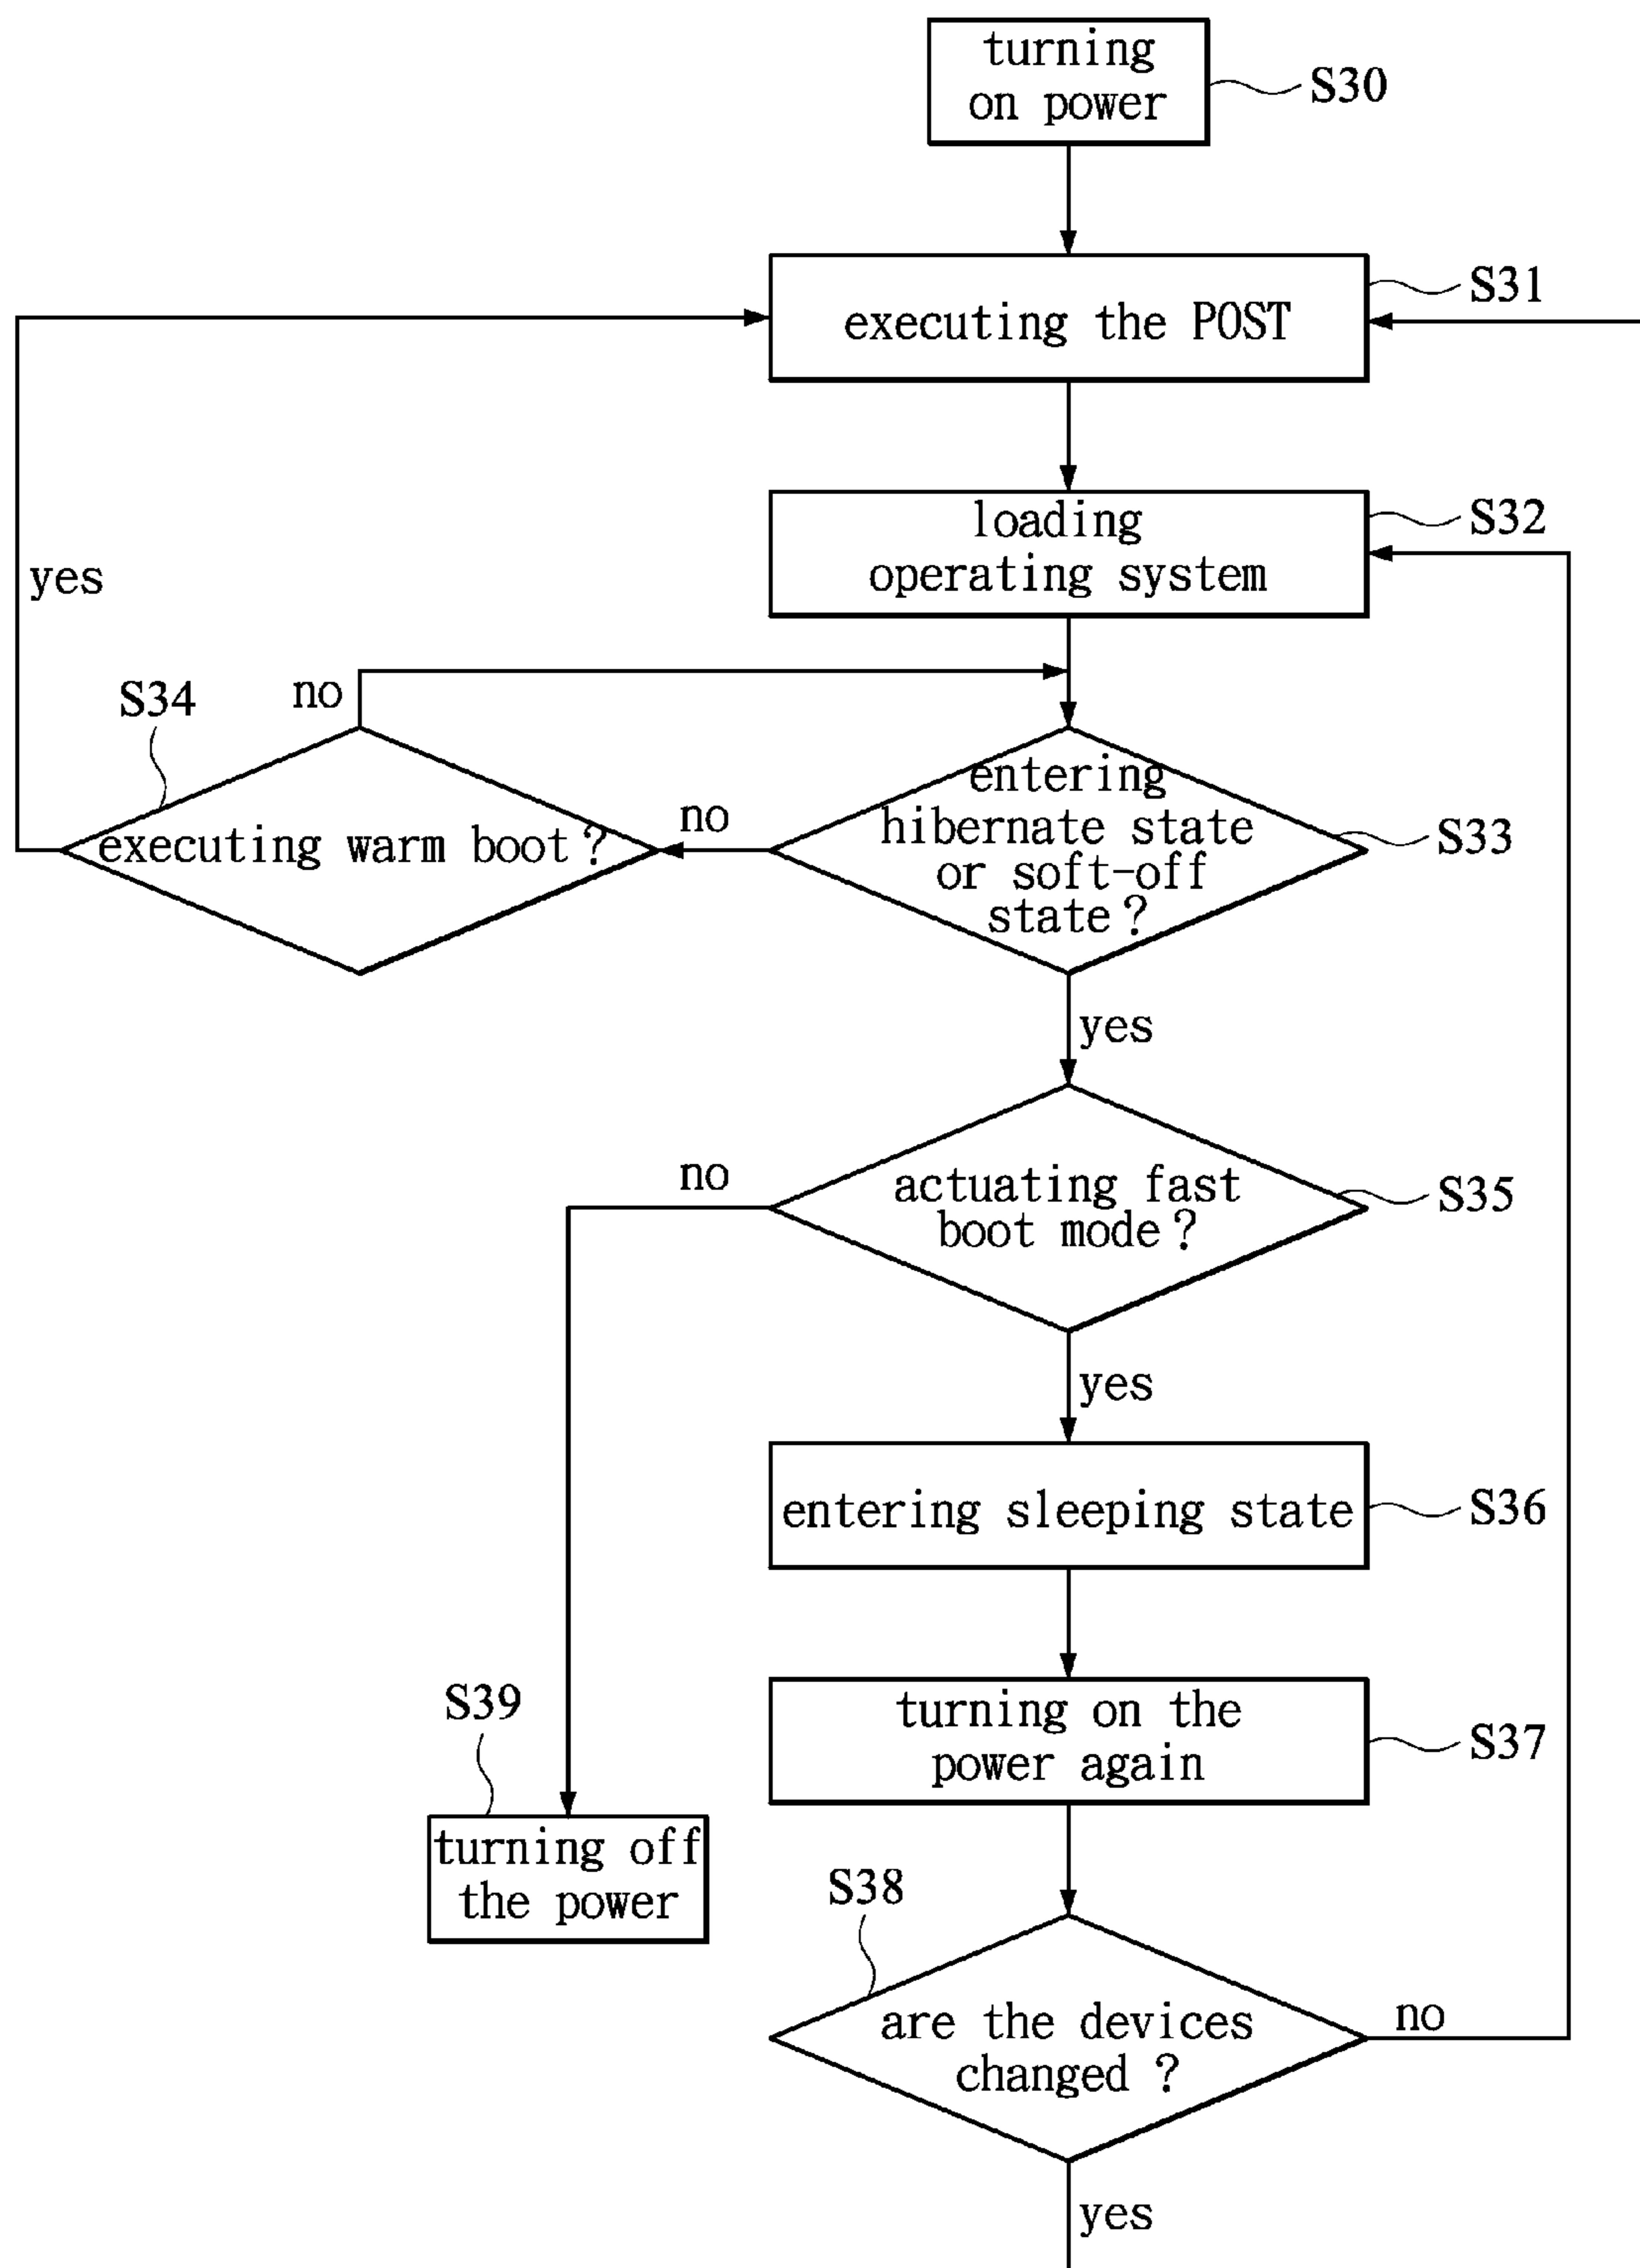 turning
on power
S30
executing the POST
S31
loading
operating system
S32
yes
S34
no
executing warm boot?
no
entering
hibernate state
or soft-off
state?
S33
yes
no
actuating fast
boot mode?
S35
yes
entering sleeping state
S36
turning on the
power again
S37
S39
turning off
the power
S38
are the devices
changed ?
no
yes